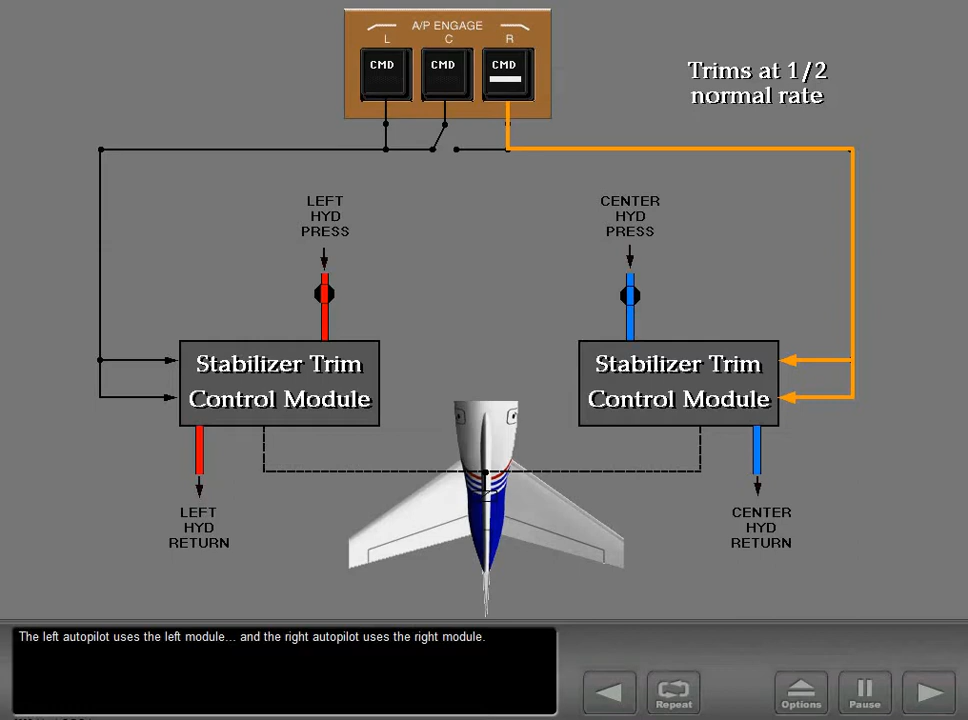 A/P ENGAGE
L C R
CMD CMD CMD
Trims at 1/2
normal rate
LEFT
HYD
PRESS
CENTER
HYD
PRESS
Stabilizer Trim
Control Module
Stabilizer Trim
Control Module
LEFT
HYD
RETURN
CENTER
HYD
RETURN
The left autopilot uses the left module... and the right autopilot uses the right module.
Repeat
Options
Pause